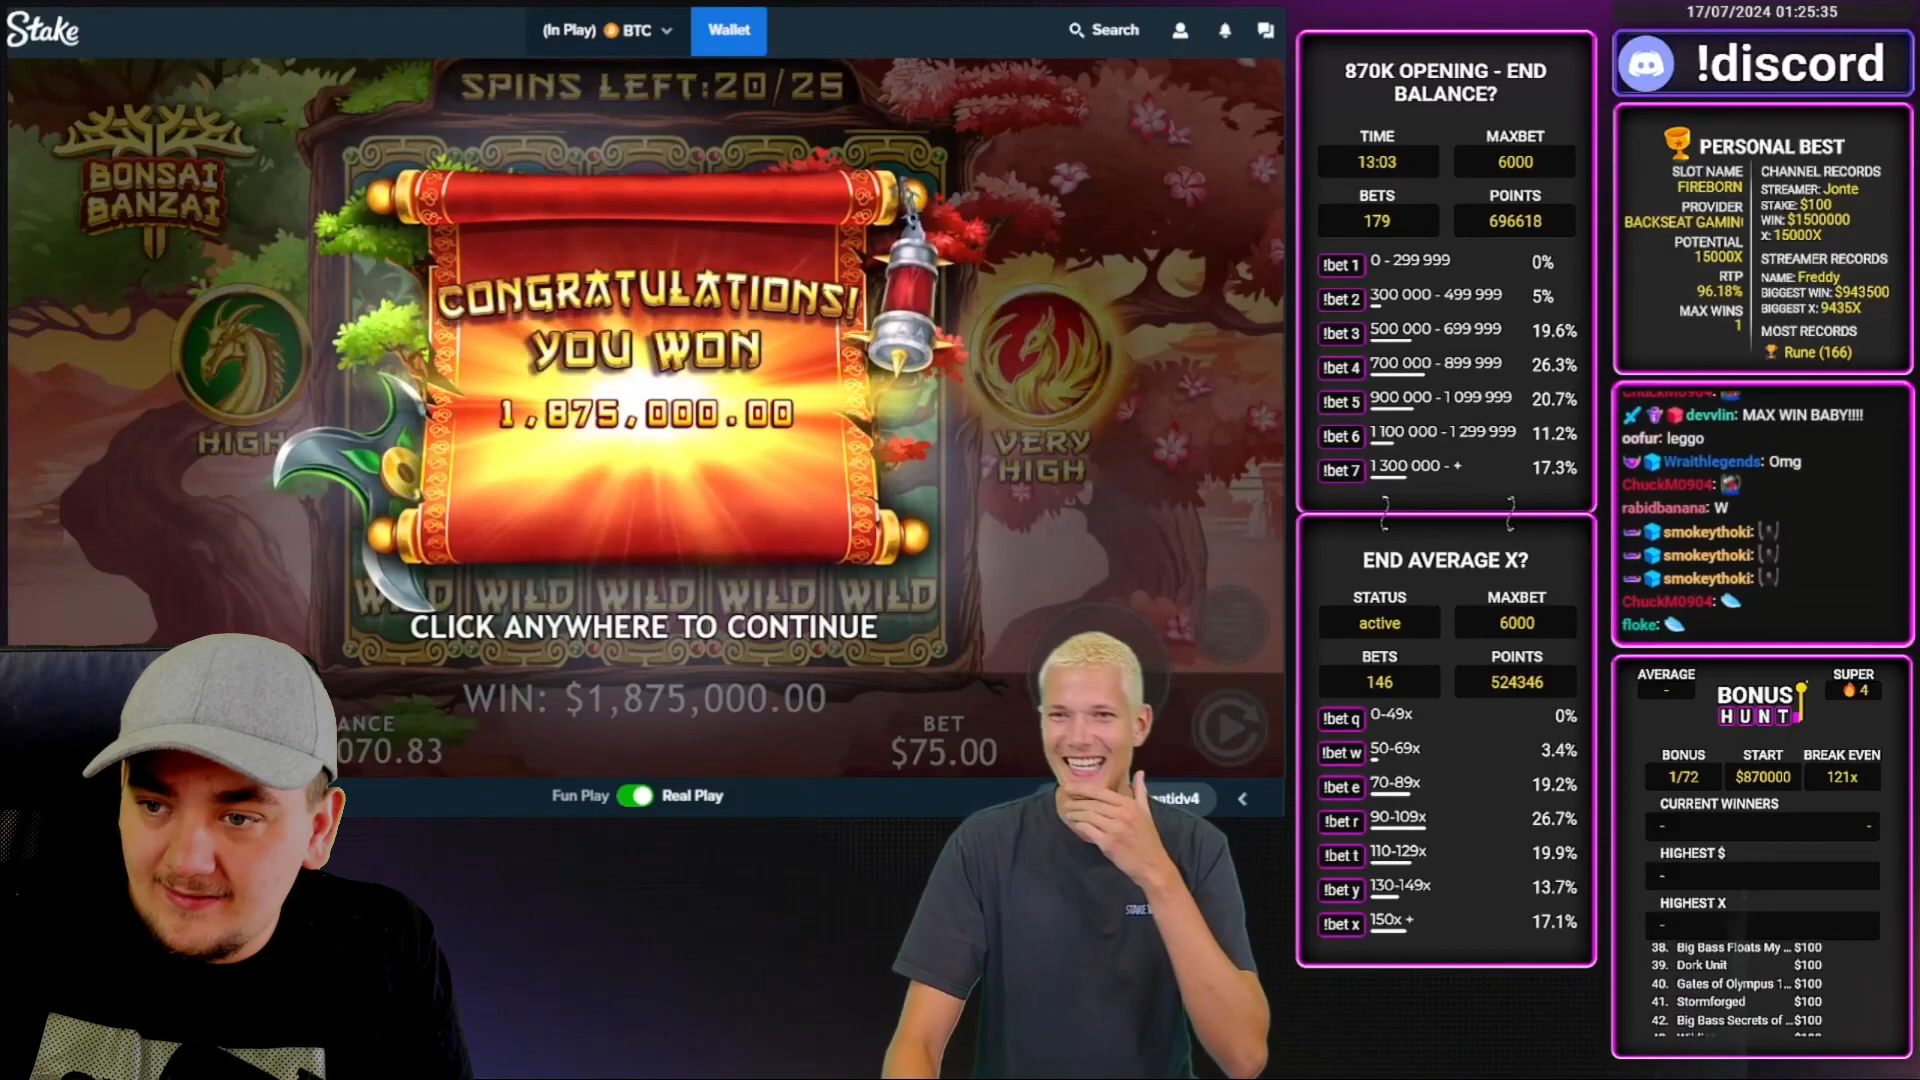 Stake
(In Play) BTC
Wallet
Search
SPINS LEFT:20/25
BONSAI
BANZAI
HIGH
VERY
HIGH
CONGRATULATIONS!
YOU WON
1,875,000.00
WILD WILD WILD WILD WILD
CLICK ANYWHERE TO CONTINUE
WIN: $1,875,000.00
ANCE
070.83
BET
$75.00
Fun Play
Real Play
atidv4
870K OPENING - END
BALANCE?
TIME MAXBET
13:03 6000
BETS POINTS
179 696618
!bet 1 0 - 299 999 0%
!bet 2 300 000 - 499 999 5%
!bet 3 500 000 - 699 999 19.6%
!bet 4 700 000 - 899 999 26.3%
!bet 5 900 000 - 1 099 999 20.7%
!bet 6 1 100 000 - 1 299 999 11.2%
!bet 7 1 300 000 - + 17.3%
END AVERAGE X?
STATUS MAXBET
active 6000
BETS POINTS
146 524346
!bet q 0-49x 0%
!bet w 50-69x 3.4%
!bet e 70-89x 19.2%
!bet r 90-109x 26.7%
!bet t 110-129x 19.9%
!bet y 130-149x 13.7%
!bet x 150x + 17.1%
17/07/2024 01:25:35
!discord
PERSONAL BEST
SLOT NAME
FIREBORN
PROVIDER
BACKSEAT GAMIN
POTENTIAL
15000X
RTP
96.18%
MAX WINS
1
CHANNEL RECORDS
STREAMER: Jonte
STAKE: $100
WIN: $1500000
X: 15000X
STREAMER RECORDS
NAME: Freddy
BIGGEST WIN: $943500
BIGGEST X: 9435X
MOST RECORDS
Rune (166)
ChuckM0904:
devvlin: MAX WIN BABY!!!!
oofur: leggo
Wraithlegends: Omg
ChuckM0904:
rabidbanana: W
smokeythoki:
smokeythoki:
smokeythoki:
ChuckM0904:
floke:
AVERAGE
-
BONUS
HUNT
SUPER
4
BONUS START BREAK EVEN
1/72 $870000 121x
CURRENT WINNERS
- -
HIGHEST $
-
HIGHEST X
-
38. Big Bass Floats My ... $100
39. Dork Unit $100
40. Gates of Olympus 1... $100
41. Stormforged $100
42. Big Bass Secrets of ... $100